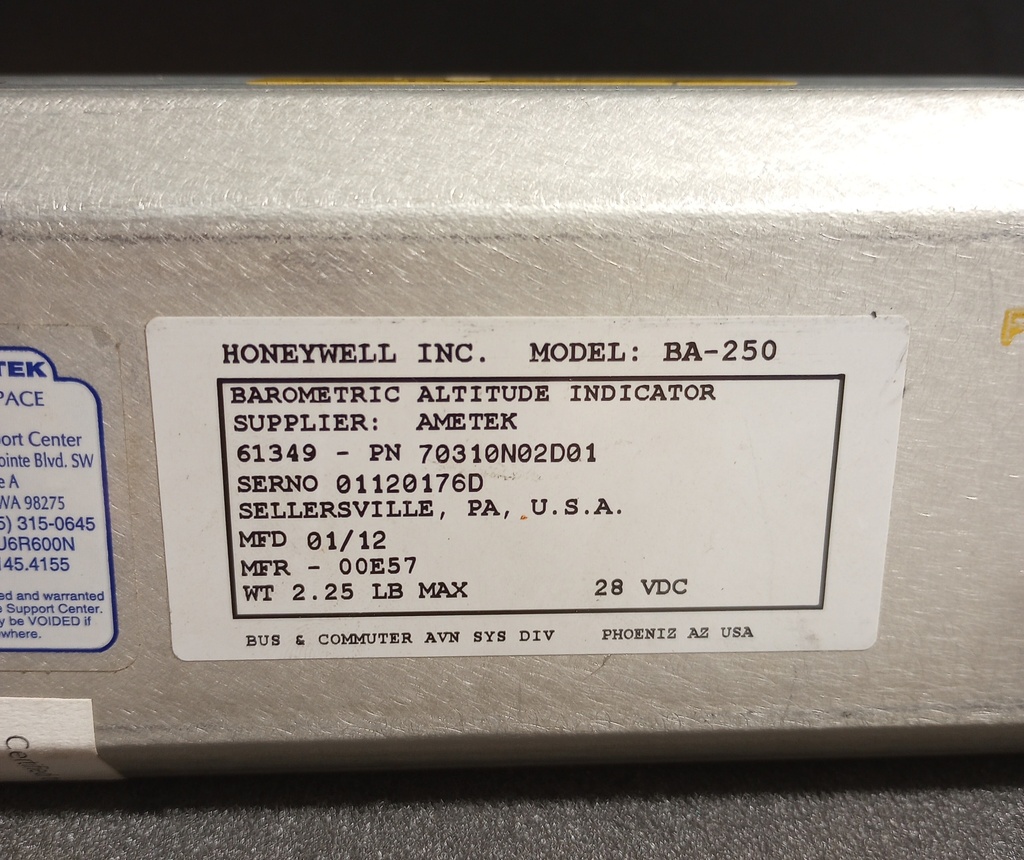 HONEYWELL INC. MODEL: BA-250
BAROMETRIC ALTITUDE INDICATOR
SUPPLIER: AMETEK
61349 - PN 70310N02D01
SERNO 01120176D
SELLERSVILLE, PA, U.S.A.
MFD 01/12
MFR - 00E57
WT 2.25 LB MAX 28 VDC
BUS & COMMUTER AVN SYS DIV PHOENIZ AZ USA
TEK
PACE
ort Center
ointe Blvd. SW
e A
WA 98275
5) 315-0645
J6R600N
145.4155
ed and warranted
e Support Center.
y be VOIDED if
where.